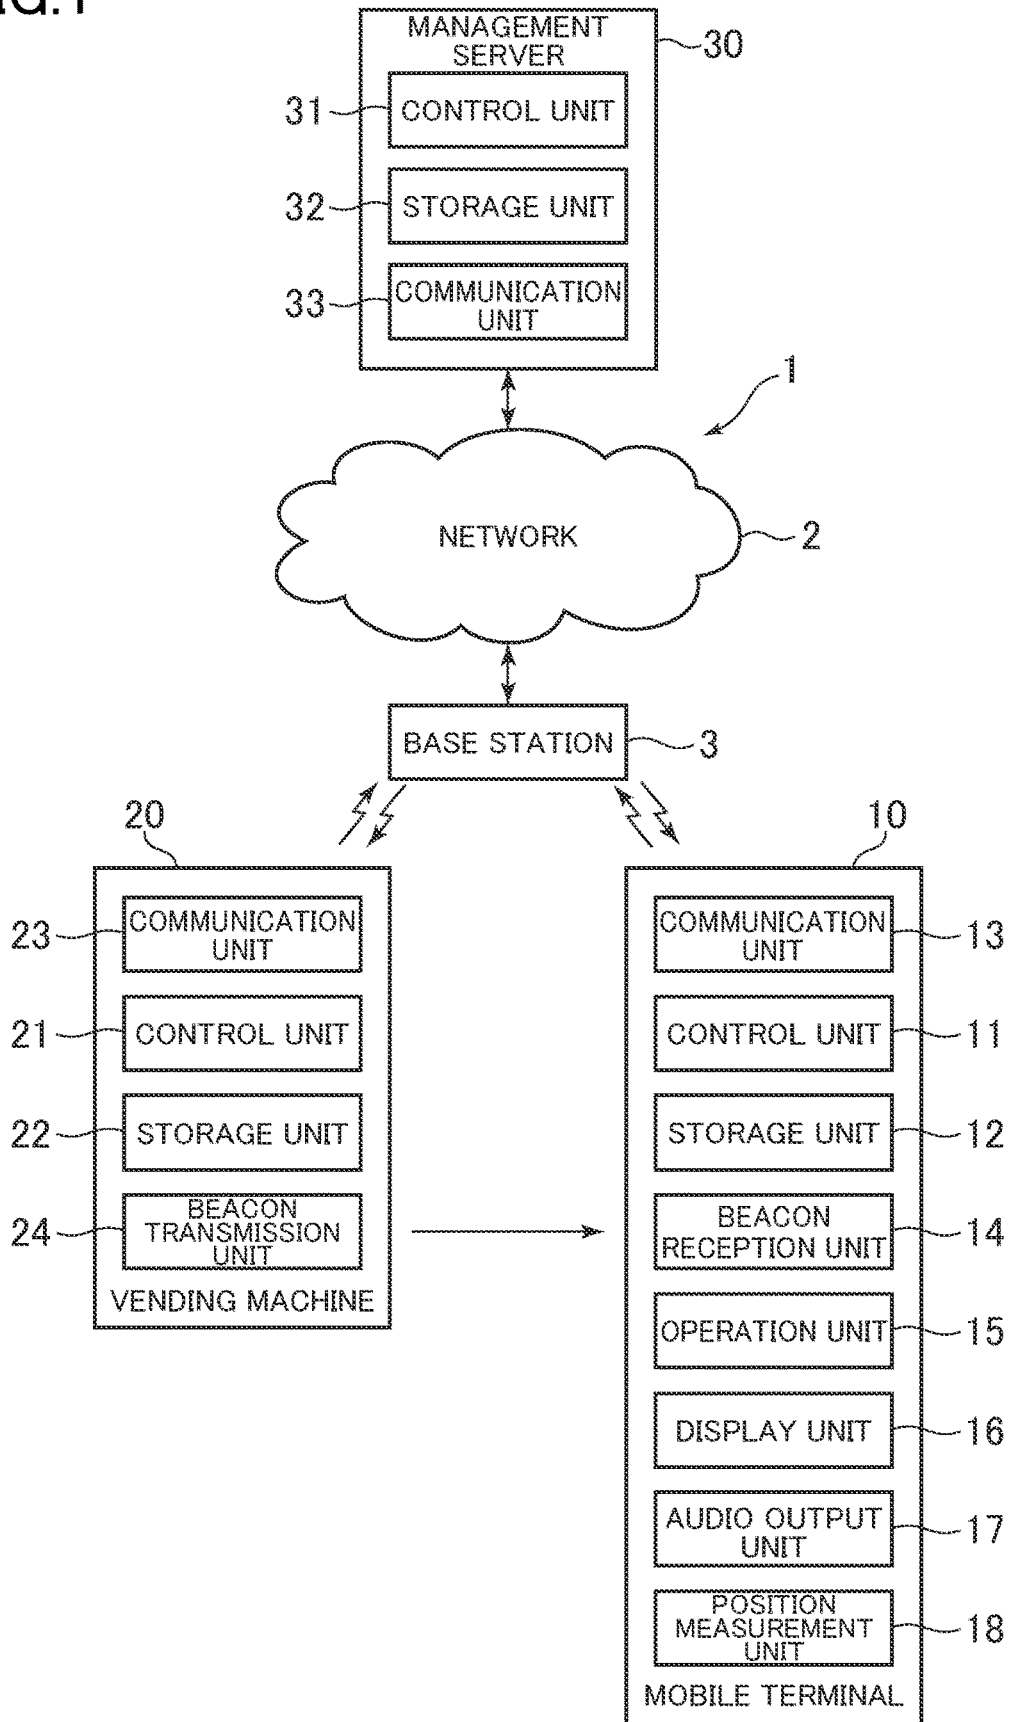 FIG.1
MANAGEMENT
SERVER
30
31
CONTROL UNIT
32
STORAGE UNIT
33
COMMUNICATION
UNIT
1
NETWORK
2
BASE STATION
3
20
10
23
COMMUNICATION
UNIT
21
CONTROL UNIT
22
STORAGE UNIT
24
BEACON
TRANSMISSION
UNIT
VENDING MACHINE
COMMUNICATION
UNIT
13
CONTROL UNIT
11
STORAGE UNIT
12
BEACON
RECEPTION UNIT
14
OPERATION UNIT
15
DISPLAY UNIT
16
AUDIO OUTPUT
UNIT
17
POSITION
MEASUREMENT
UNIT
18
MOBILE TERMINAL